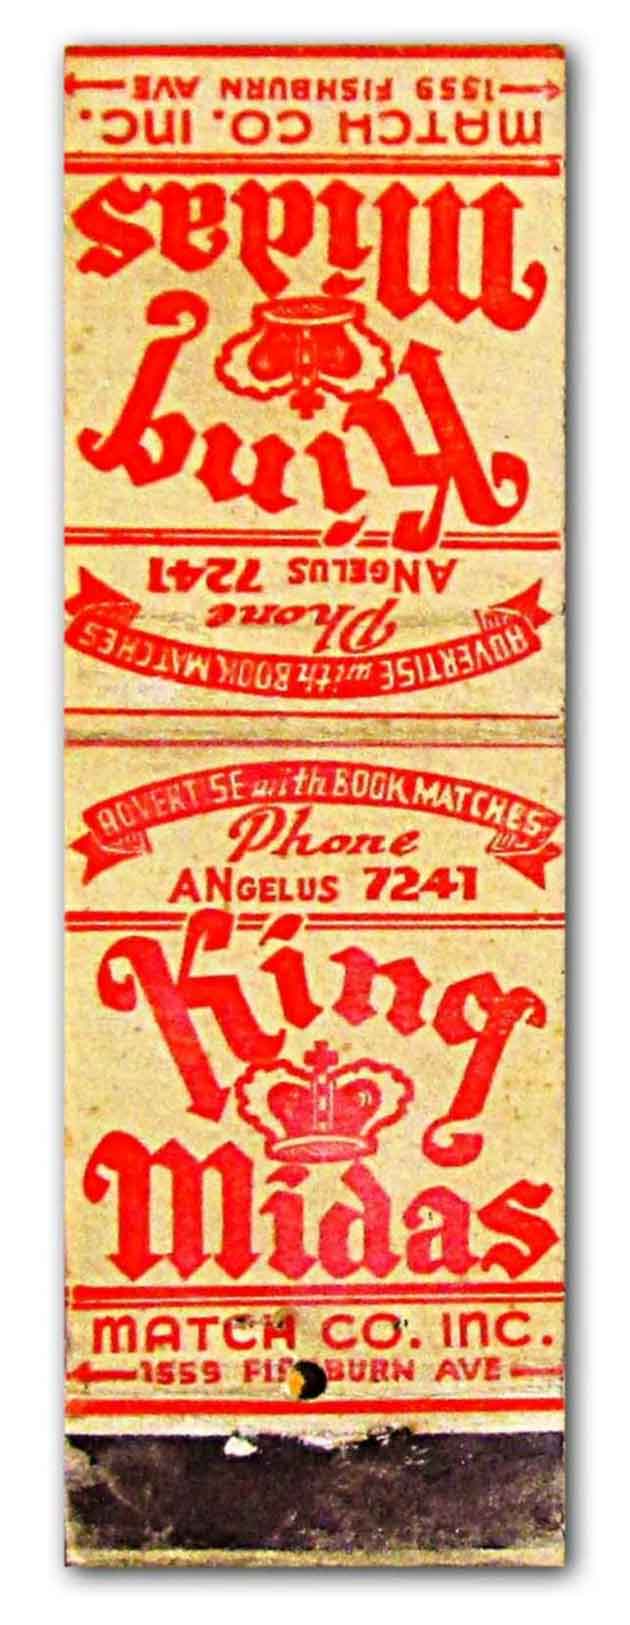 1559 FISHBURN AVE
MATCH CO. INC.
Midas
King
ANGELUS 7241
Phone
ADVERTISE with BOOK MATCHES
ADVERTISE with BOOK MATCHES
Phone
ANGELUS 7241
King
Midas
MATCH CO. INC.
1559 FISHBURN AVE